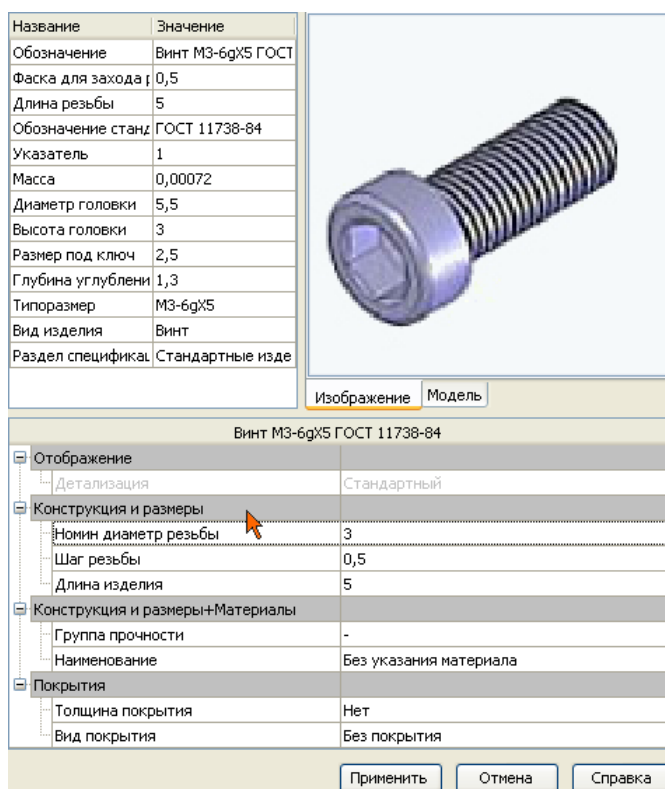 Название Значение
Обозначение Винт М3-6gX5 ГОСТ
Фаска для захода 0,5
Длина резьбы 5
Обозначение станд ГОСТ 11738-84
Указатель 1
Масса 0,00072
Диаметр головки 5,5
Высота головки 3
Размер под ключ 2,5
Глубина углублени 1,3
Типоразмер М3-6gX5
Вид изделия Винт
Раздел спецификац Стандартные изде
Изображение Модель
Винт М3-6gX5 ГОСТ 11738-84
Отображение
Детализация Стандартный
Конструкция и размеры
Номин диаметр резьбы 3
Шаг резьбы 0,5
Длина изделия 5
Конструкция и размеры+Материалы
Группа прочности -
Наименование Без указания материала
Покрытия
Толщина покрытия Нет
Вид покрытия Без покрытия
Применить Отмена Справка